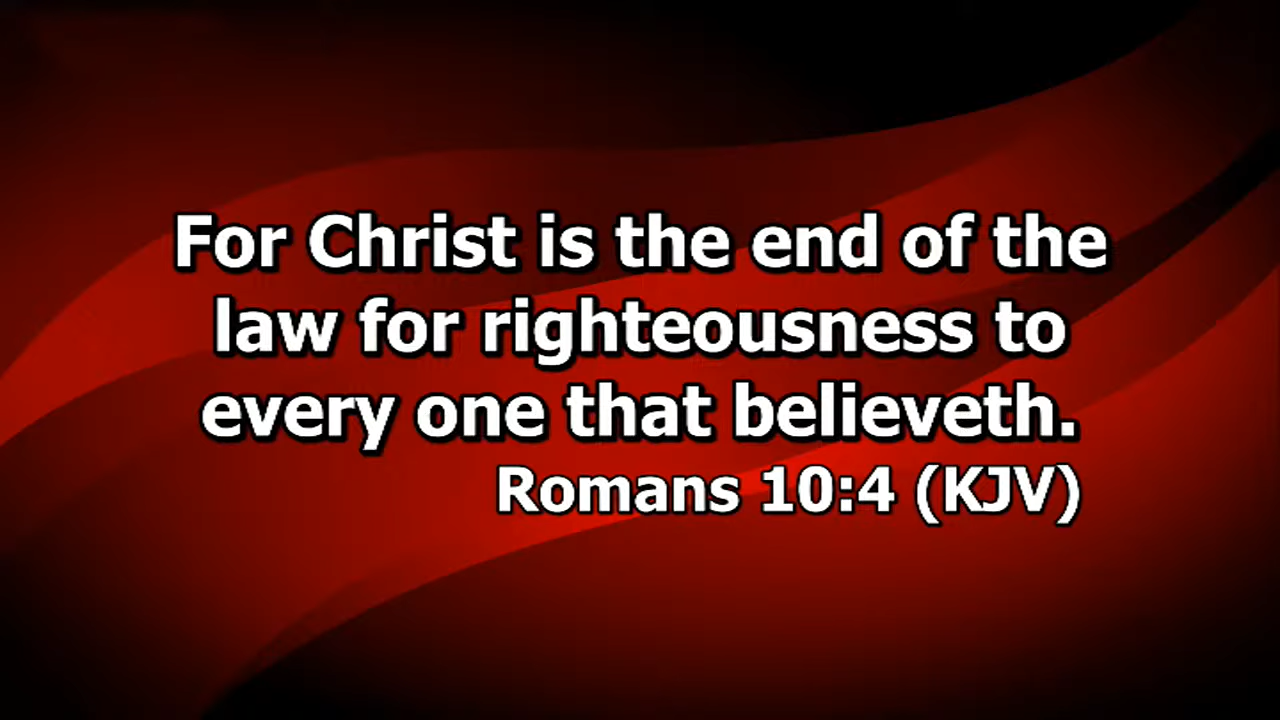 For Christ is the end of the
law for righteousness to
every one that believeth.
Romans 10:4 (KJV)